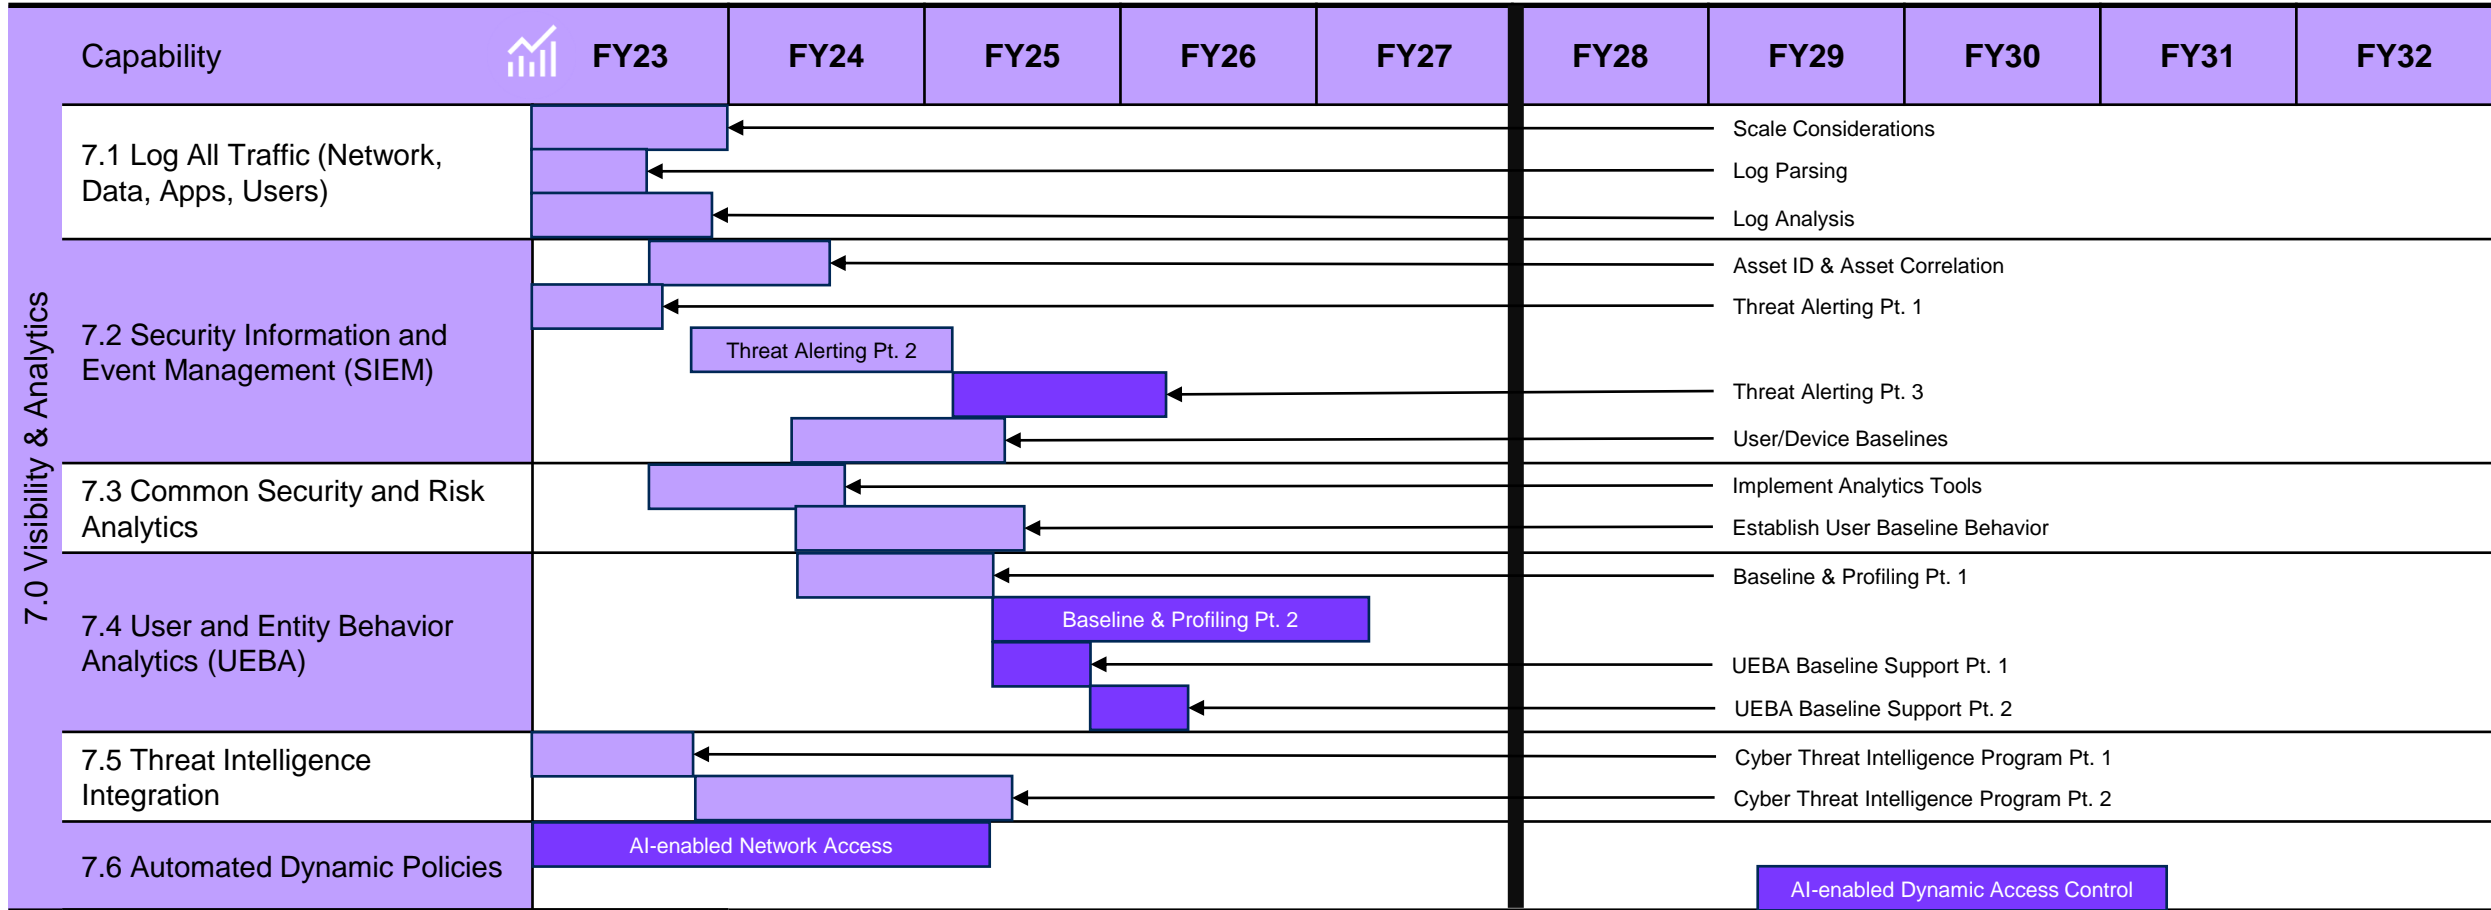 Capability
FY23
FY24
FY25
FY26
FY27
FY28
FY29
FY30
FY31
FY32
7.0 Visibility & Analytics
7.1 Log All Traffic (Network,
Data, Apps, Users)
Scale Considerations
Log Parsing
Log Analysis
7.2 Security Information and
Event Management (SIEM)
Asset ID & Asset Correlation
Threat Alerting Pt. 1
Threat Alerting Pt. 2
Threat Alerting Pt. 3
User/Device Baselines
7.3 Common Security and Risk
Analytics
Implement Analytics Tools
Establish User Baseline Behavior
7.4 User and Entity Behavior
Analytics (UEBA)
Baseline & Profiling Pt. 1
Baseline & Profiling Pt. 2
UEBA Baseline Support Pt. 1
UEBA Baseline Support Pt. 2
7.5 Threat Intelligence
Integration
Cyber Threat Intelligence Program Pt. 1
Cyber Threat Intelligence Program Pt. 2
7.6 Automated Dynamic Policies
AI-enabled Network Access
AI-enabled Dynamic Access Control